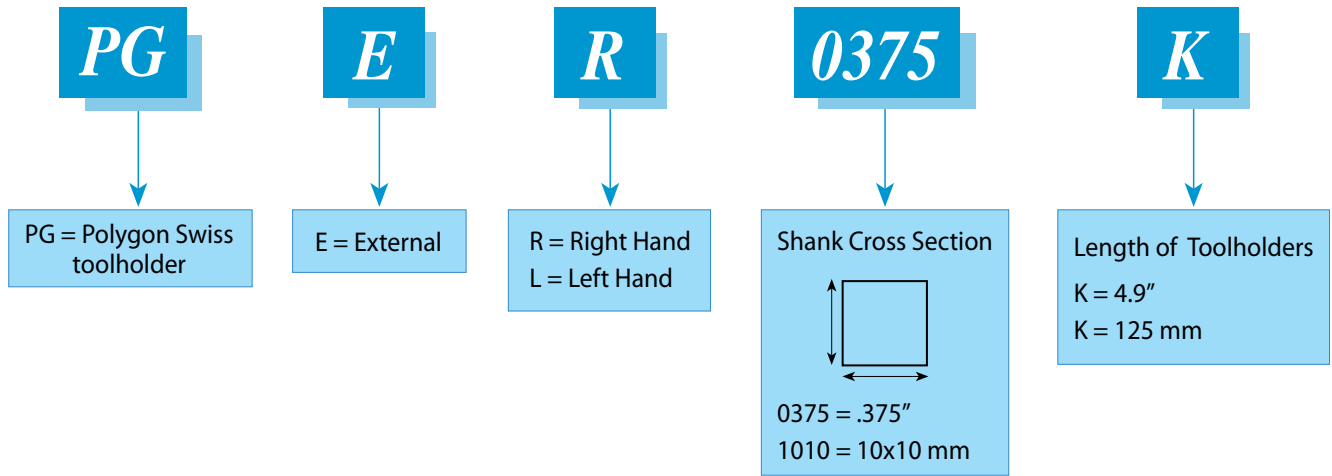 PG
E
R
0375
K
PG = Polygon Swiss
toolholder
E = External
R = Right Hand
L = Left Hand
Shank Cross Section
0375 = .375″
1010 = 10x10 mm
Length of Toolholders
K = 4.9″
K = 125 mm